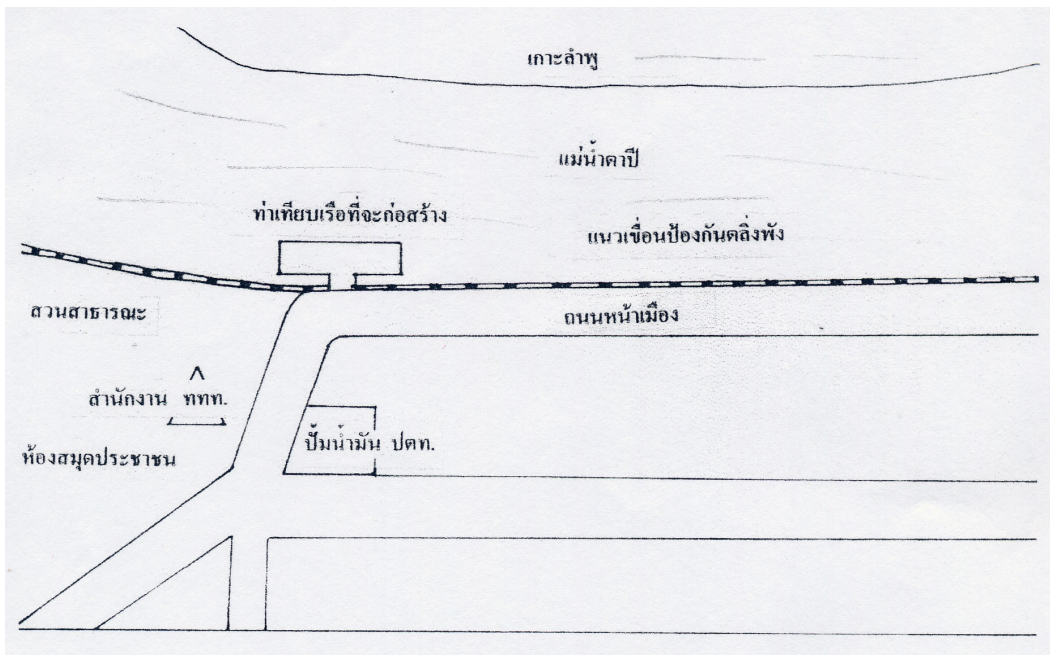 เกาะลำพู
แม่น้ำตาปี
ท่าเทียบเรือที่จะก่อสร้าง
แนวเขื่อนป้องกันตลิ่งพัง
สวนสาธารณะ
ถนนหน้าเมือง
สำนักงาน ททท.
ปั๊มน้ำมัน ปตท.
ห้องสมุดประชาชน